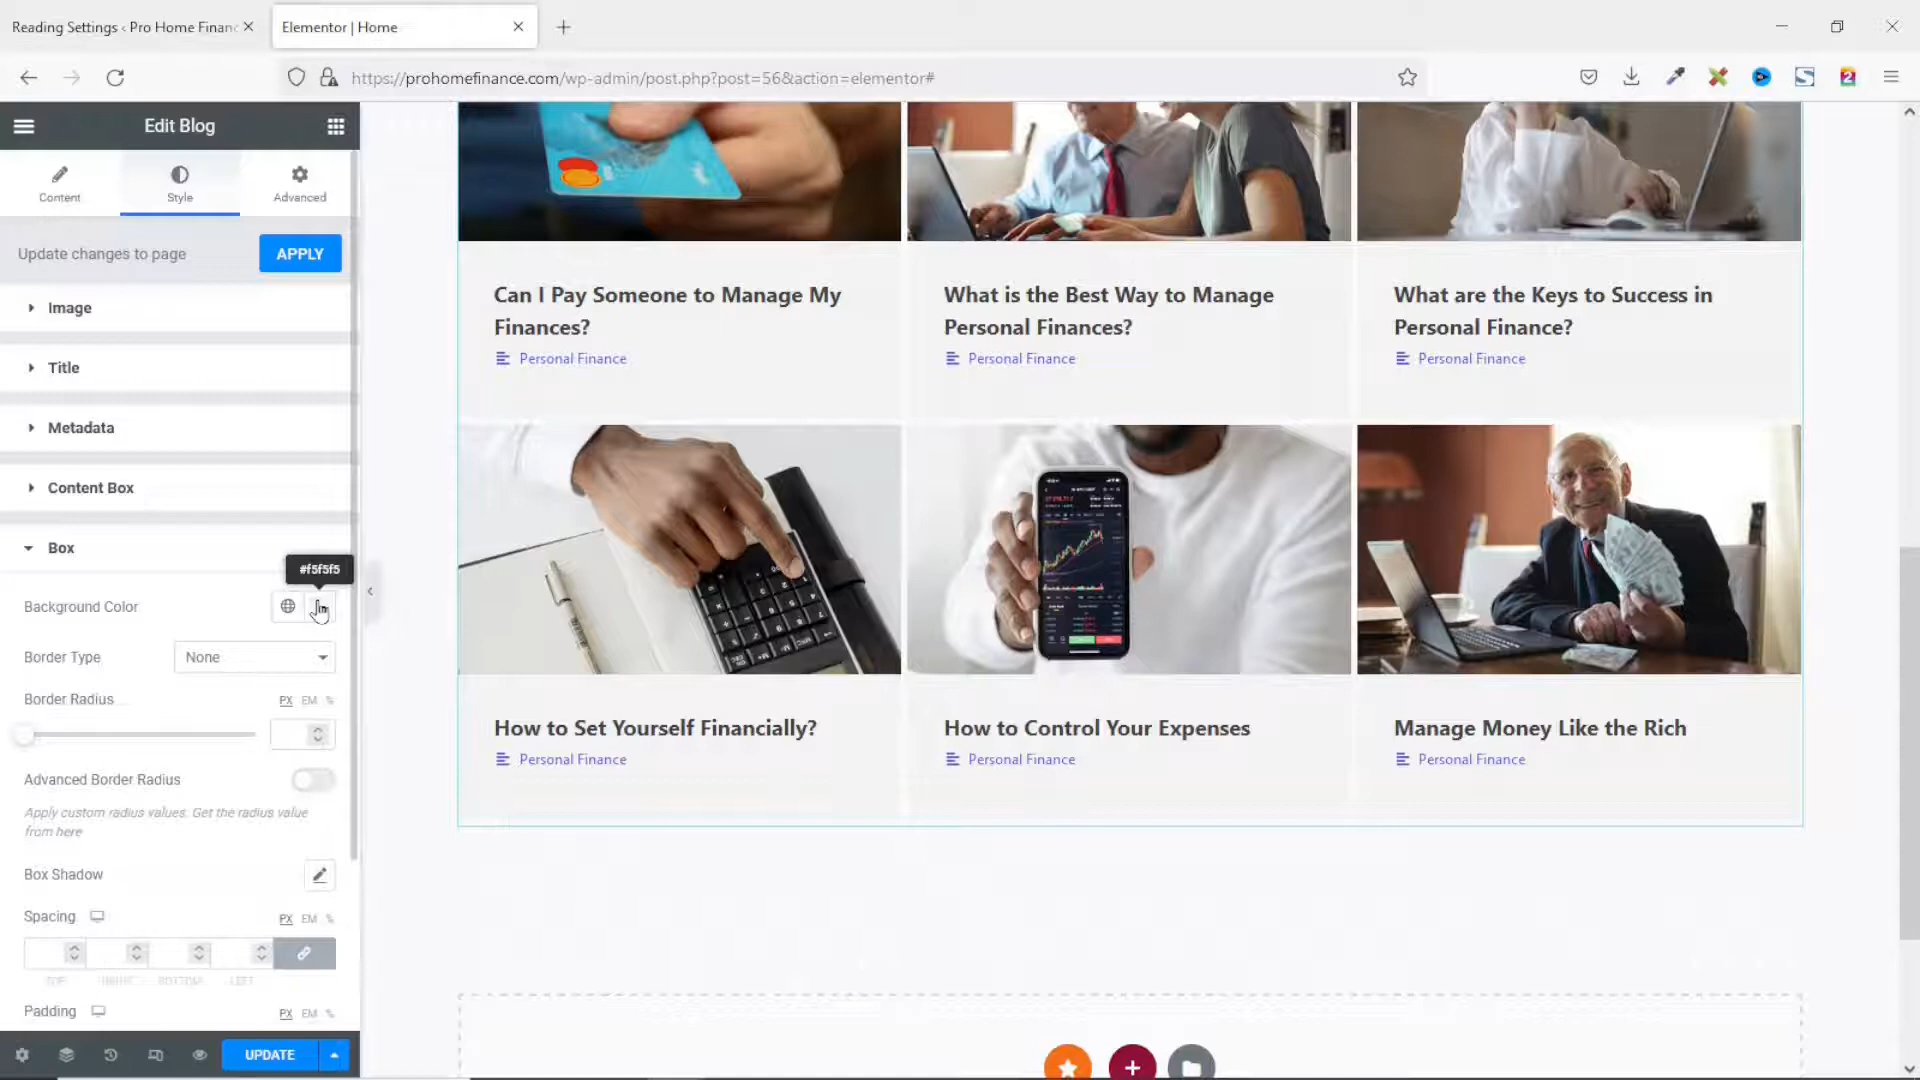 Reading Settings ‹ Pro Home Financ
Elementor | Home
https://prohomefinance.com/wp-admin/post.php?post=56&action=elementor#
Edit Blog
Content
Style
Advanced
Update changes to page
APPLY
Image
Title
Metadata
Content Box
Box
#f5f5f5
Background Color
Border Type
None
Border Radius
PX EM %
Advanced Border Radius
Apply custom radius values. Get the radius value
from here
Box Shadow
Spacing
PX EM %
TOP RIGHT BOTTOM LEFT
Padding
PX EM %
UPDATE
Can I Pay Someone to Manage My
Finances?
Personal Finance
What is the Best Way to Manage
Personal Finances?
Personal Finance
What are the Keys to Success in
Personal Finance?
Personal Finance
How to Set Yourself Financially?
Personal Finance
How to Control Your Expenses
Personal Finance
Manage Money Like the Rich
Personal Finance